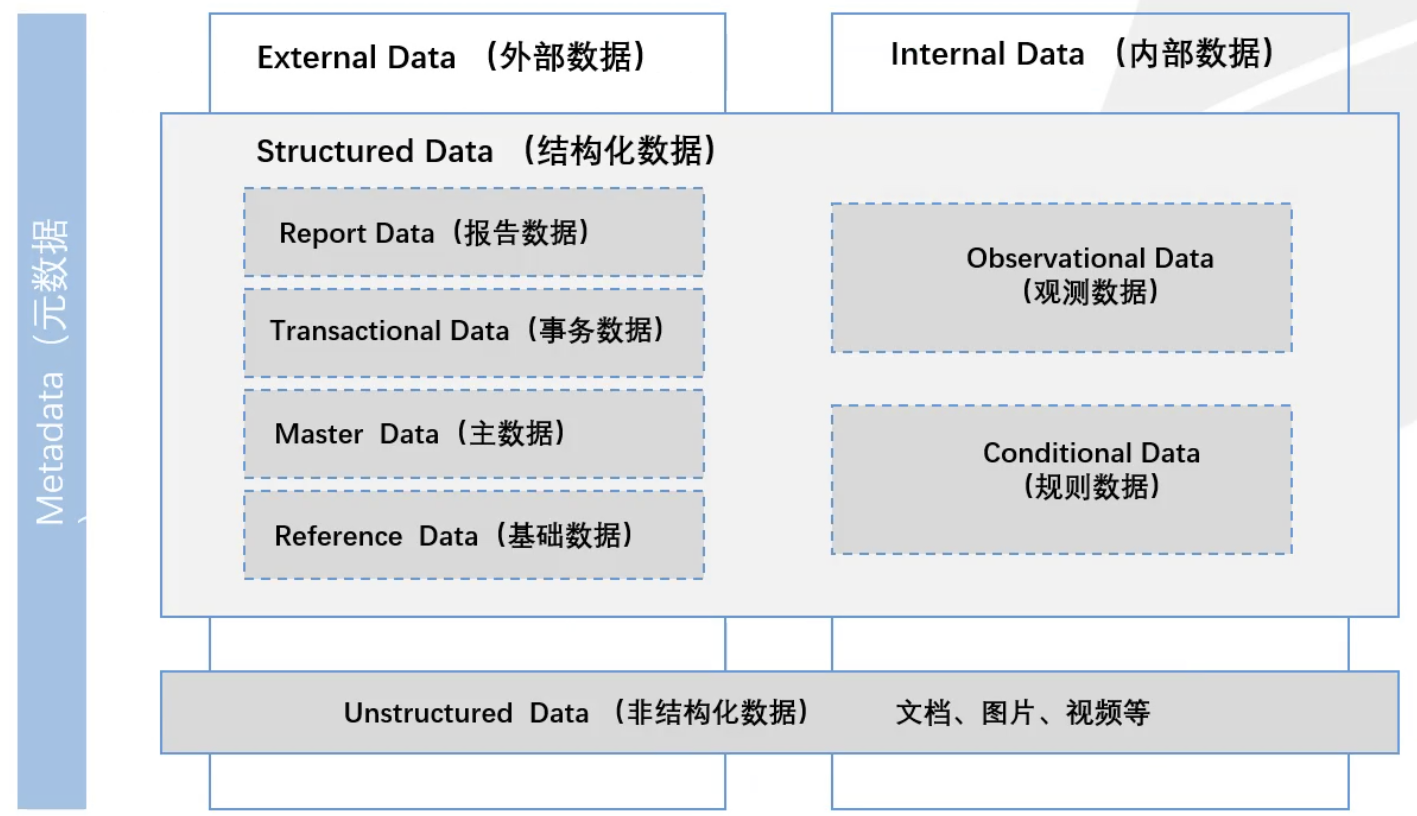 External Data （外部数据）
Internal Data （内部数据）
Structured Data （结构化数据）
Report Data（报告数据）
Transactional Data（事务数据）
Master Data（主数据）
Reference Data（基础数据）
Observational Data
（观测数据）
Conditional Data
（规则数据）
Unstructured Data （非结构化数据） 文档、图片、视频等
Metadata （元数据
）